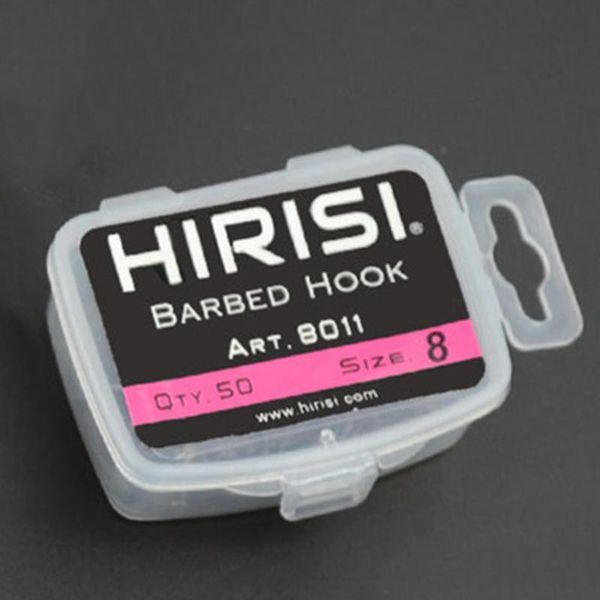 HIRISI®
BARBED HOOK
ART. 8011
QTY. 50 SIZE. 8
www.hirisi.com